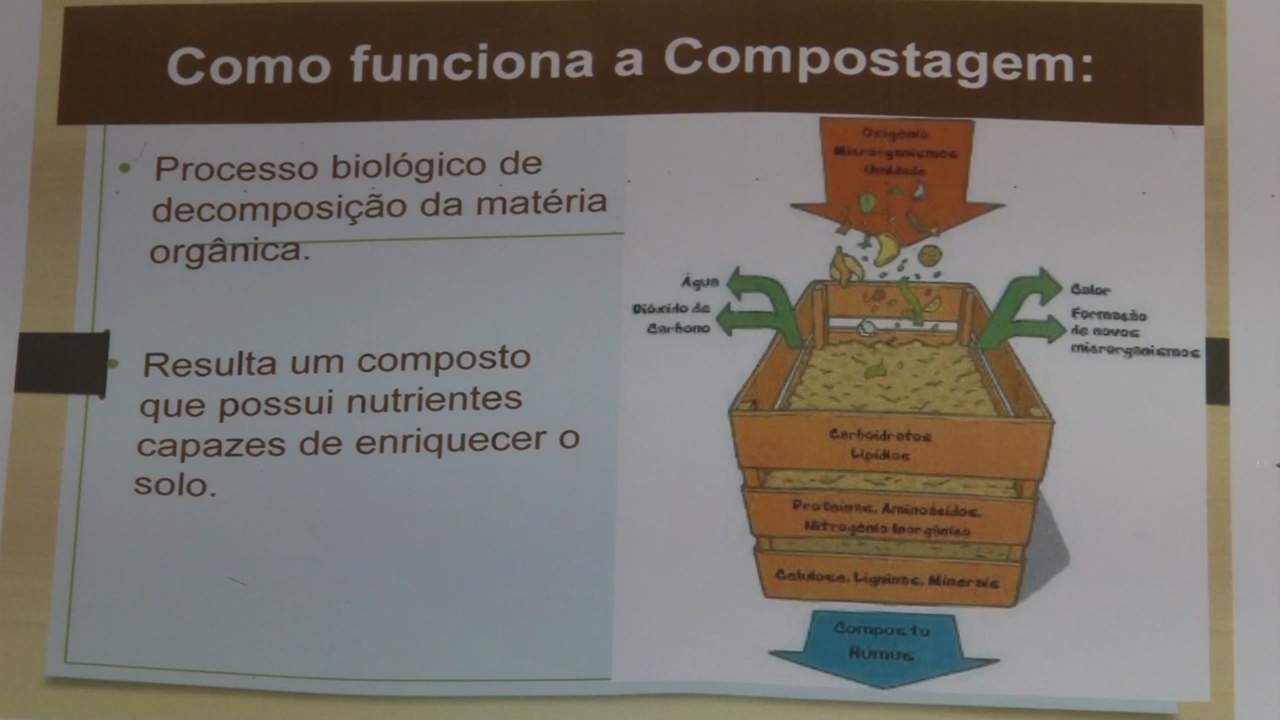 Como funciona a Compostagem:
Processo biológico de
decomposição da matéria
orgânica.
Resulta um composto
que possui nutrientes
capazes de enriquecer o
solo.
Oxigênio
Microrganismos
Umidade
Água
Dióxido de
Carbono
Calor
Formação
de novos
microrganismos
Carboidratos
Lipídios
Proteínas, Aminoácidos,
Nitrogênio Inorgânico
Celulose, Ligninas, Minerais
Composto
Húmus